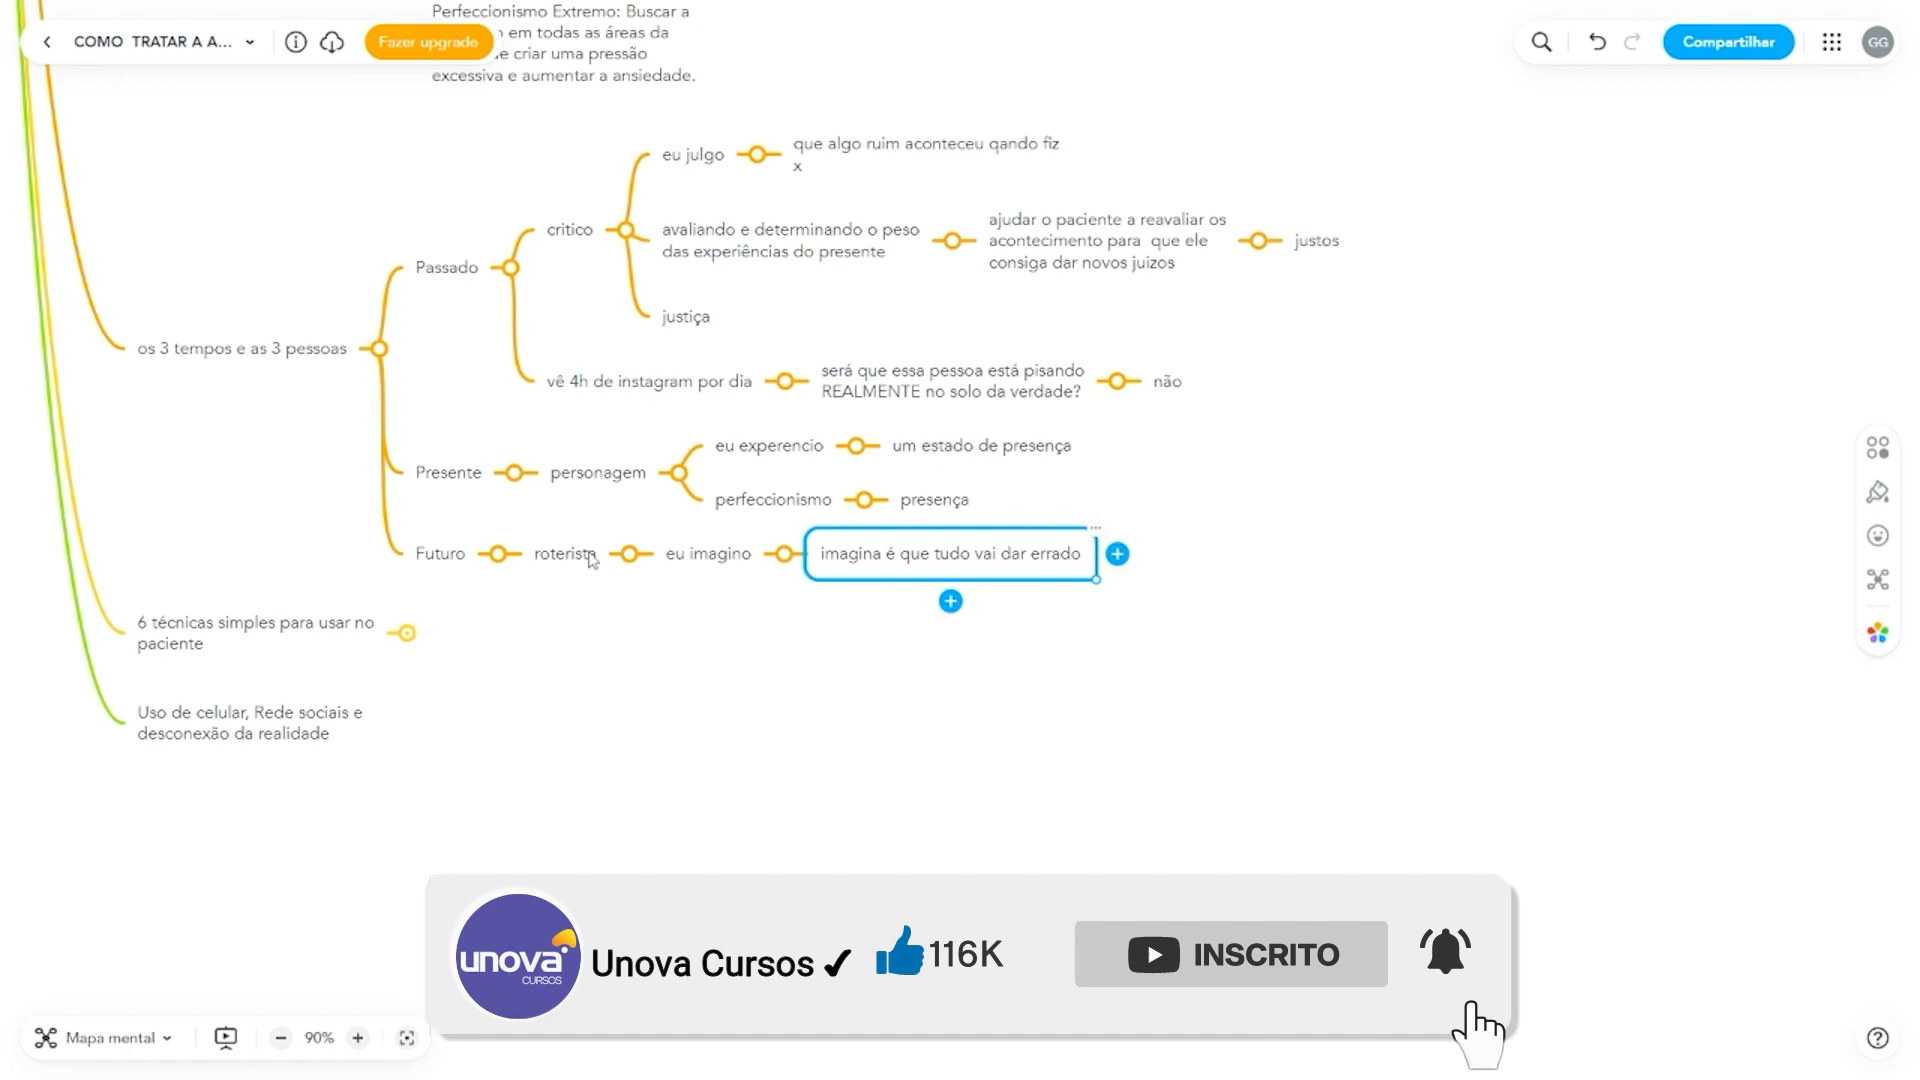 Perfeccionismo Extremo: Buscar a
em todas as áreas da
criar uma pressão
excessiva e aumentar a ansiedade.
COMO TRATAR A A...
Fazer upgrade
Compartilhar
GG
eu julgo
que algo ruim aconteceu qando fiz
x
critico
avaliando e determinando o peso
das experiências do presente
ajudar o paciente a reavaliar os
acontecimento para que ele
consiga dar novos juizos
justos
Passado
justiça
os 3 tempos e as 3 pessoas
vê 4h de instagram por dia
será que essa pessoa está pisando
REALMENTE no solo da verdade?
não
eu experencio
um estado de presença
Presente
personagem
perfeccionismo
presença
Futuro
roterista
eu imagino
imagina é que tudo vai dar errado
6 técnicas simples para usar no
paciente
Uso de celular, Rede sociais e
desconexão da realidade
unova
CURSOS
Unova Cursos
116K
INSCRITO
Mapa mental
90%